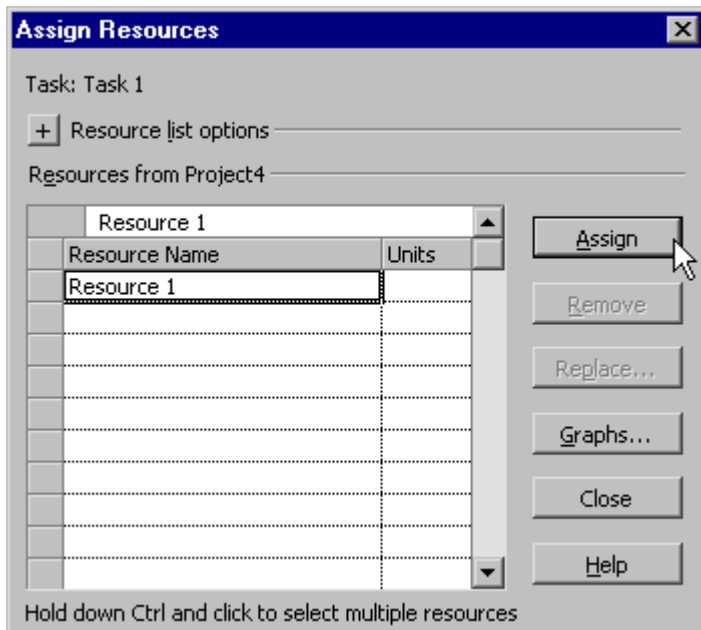 Assign Resources
Task: Task 1
+ Resource list options
Resources from Project4
Resource 1
Resource Name Units
Resource 1
Assign
Remove
Replace...
Graphs...
Close
Help
Hold down Ctrl and click to select multiple resources